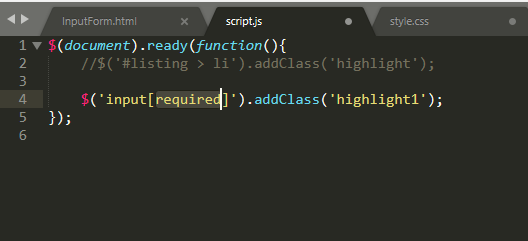 InputForm.html × script.js style.css
1 $(document).ready(function(){
2 //$('#listing > li').addClass('highlight');
3
4 $('input[required]').addClass('highlight1');
5 });
6